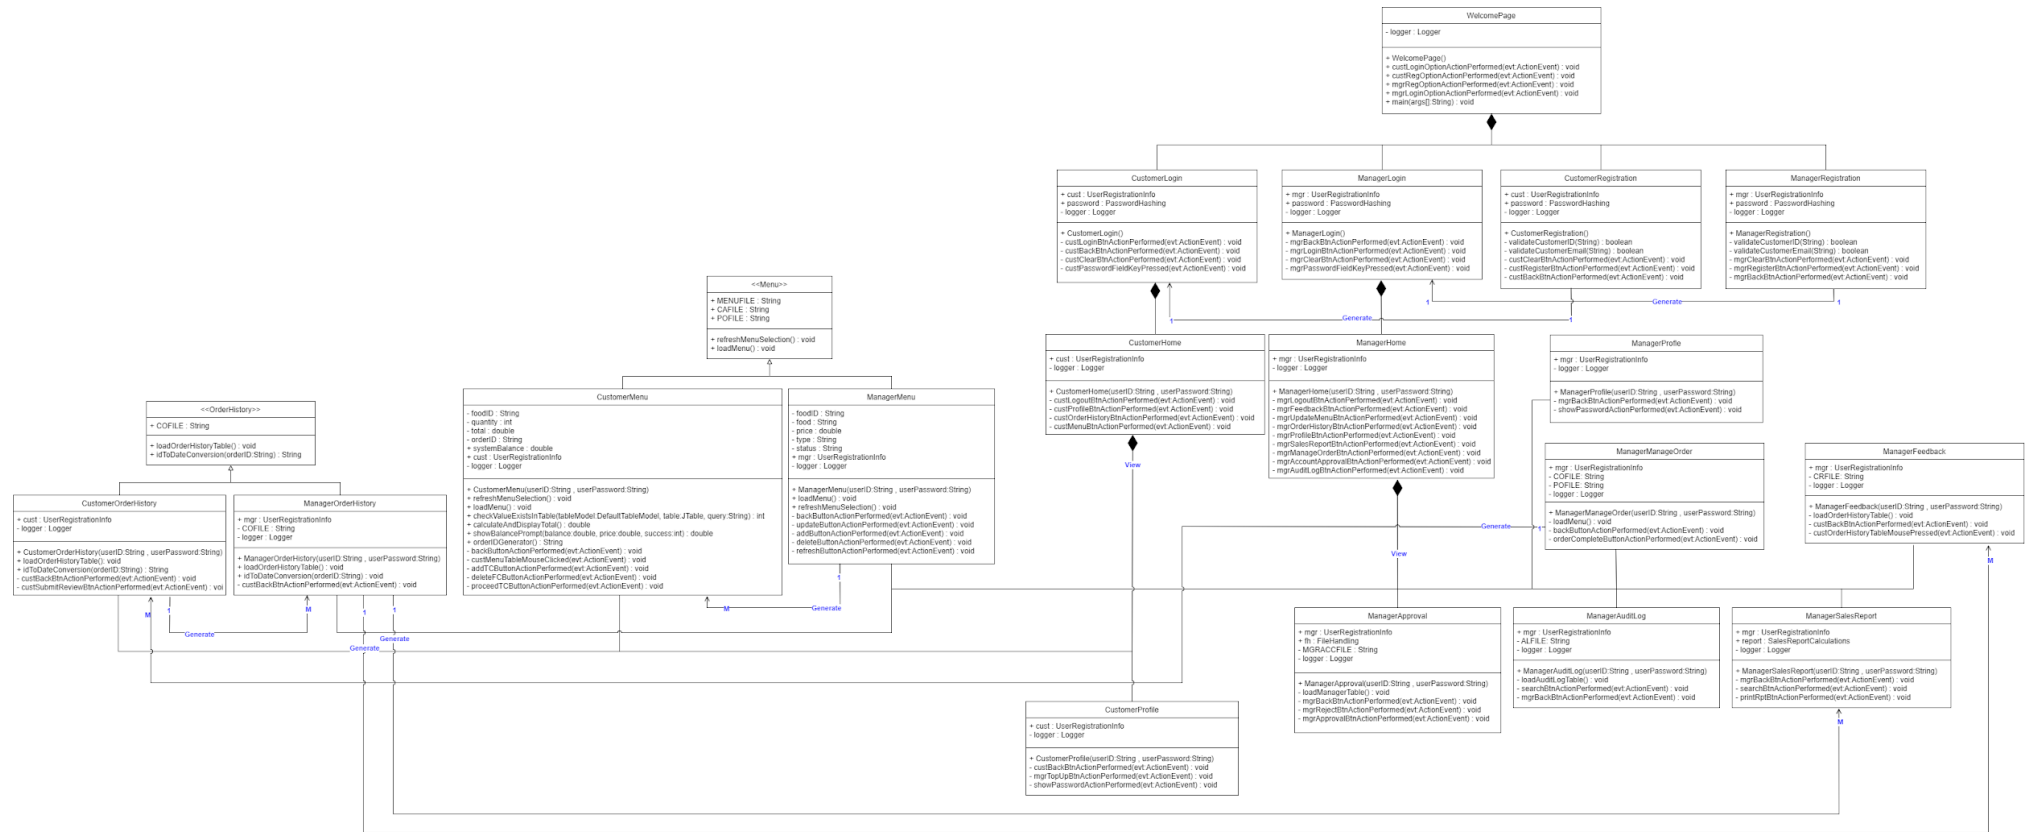 WelcomePage
- logger : Logger
+ WelcomePage()
+ custLoginOptionActionPerformed(evt:ActionEvent) : void
+ custRegOptionActionPerformed(evt:ActionEvent) : void
+ mgrRegOptionActionPerformed(evt:ActionEvent) : void
+ mgrLoginOptionActionPerformed(evt:ActionEvent) : void
+ main(args[]:String) : void
CustomerLogin
+ cust : UserRegistrationInfo
+ password : PasswordHashing
- logger : Logger
+ CustomerLogin()
- custLoginBtnActionPerformed(evt:ActionEvent) : void
- custBackBtnActionPerformed(evt:ActionEvent) : void
- custClearBtnActionPerformed(evt:ActionEvent) : void
- custPasswordFieldKeyPressed(evt:ActionEvent) : void
ManagerLogin
+ mgr : UserRegistrationInfo
+ password : PasswordHashing
- logger : Logger
+ ManagerLogin()
- mgrBackBtnActionPerformed(evt:ActionEvent) : void
- mgrLoginBtnActionPerformed(evt:ActionEvent) : void
- mgrClearBtnActionPerformed(evt:ActionEvent) : void
- mgrPasswordFieldKeyPressed(evt:ActionEvent) : void
CustomerRegistration
+ cust : UserRegistrationInfo
+ password : PasswordHashing
- logger : Logger
+ CustomerRegistration()
- validateCustomerID(String) : boolean
- validateCustomerEmail(String) : boolean
- custClearBtnActionPerformed(evt:ActionEvent) : void
- custRegisterBtnActionPerformed(evt:ActionEvent) : void
- custBackBtnActionPerformed(evt:ActionEvent) : void
ManagerRegistration
+ mgr : UserRegistrationInfo
+ password : PasswordHashing
- logger : Logger
+ ManagerRegistration()
- validateCustomerID(String) : boolean
- validateCustomerEmail(String) : boolean
- mgrClearBtnActionPerformed(evt:ActionEvent) : void
- mgrRegisterBtnActionPerformed(evt:ActionEvent) : void
- mgrBackBtnActionPerformed(evt:ActionEvent) : void
1
Generate
1
1
Generate
1
<<Menu>>
+ MENUFILE : String
+ CAFILE : String
+ POFILE : String
+ refreshMenuSelection() : void
+ loadMenu() : void
CustomerHome
+ cust : UserRegistrationInfo
- logger : Logger
+ CustomerHome(userID:String , userPassword:String)
- custLogoutBtnActionPerformed(evt:ActionEvent) : void
- custProfileBtnActionPerformed(evt:ActionEvent) : void
- custOrderHistoryBtnActionPerformed(evt:ActionEvent) : void
- custMenuBtnActionPerformed(evt:ActionEvent) : void
ManagerHome
+ mgr : UserRegistrationInfo
- logger : Logger
+ ManagerHome(userID:String , userPassword:String)
- mgrLogoutBtnActionPerformed(evt:ActionEvent) : void
- mgrFeedbackBtnActionPerformed(evt:ActionEvent) : void
- mgrUpdateMenuBtnActionPerformed(evt:ActionEvent) : void
- mgrOrderHistoryBtnActionPerformed(evt:ActionEvent) : void
- mgrProfileBtnActionPerformed(evt:ActionEvent) : void
- mgrSalesReportBtnActionPerformed(evt:ActionEvent) : void
- mgrManageOrderBtnActionPerformed(evt:ActionEvent) : void
- mgrAccountApprovalBtnActionPerformed(evt:ActionEvent) : void
- mgrAuditLogBtnActionPerformed(evt:ActionEvent) : void
ManagerProfie
+ mgr : UserRegistrationInfo
- logger : Logger
+ ManagerProfile(userID:String , userPassword:String)
- mgrBackBtnActionPerformed(evt:ActionEvent) : void
- showPasswordActionPerformed(evt:ActionEvent) : void
<<OrderHistory>>
+ COFILE : String
+ loadOrderHistoryTable() : void
+ idToDateConversion(orderID:String) : String
CustomerMenu
- foodID : String
- quantity : int
- total : double
- orderID : String
+ systemBalance : double
+ cust : UserRegistrationInfo
- logger : Logger
+ CustomerMenu(userID:String , userPassword:String)
+ refreshMenuSelection() : void
+ loadMenu() : void
+ checkValueExistsInTable(tableModel:DefaultTableModel, table:JTable, query:String) : int
+ calculateAndDisplayTotal() : double
+ showBalancePrompt(balance:double, price:double, success:int) : double
+ orderIDGenerator() : String
- backButtonActionPerformed(evt:ActionEvent) : void
- custMenuTableMouseClicked(evt:ActionEvent) : void
- addTCButtonActionPerformed(evt:ActionEvent) : void
- deleteFCButtonActionPerformed(evt:ActionEvent) : void
- proceedTCButtonActionPerformed(evt:ActionEvent) : void
ManagerMenu
- foodID : String
- food : String
- price : double
- type : String
- status : String
+ mgr : UserRegistrationInfo
- logger : Logger
+ ManagerMenu(userID:String , userPassword:String)
+ loadMenu() : void
+ refreshMenuSelection() : void
- backButtonActionPerformed(evt:ActionEvent) : void
- updateButtonActionPerformed(evt:ActionEvent) : void
- addButtonActionPerformed(evt:ActionEvent) : void
- deleteButtonActionPerformed(evt:ActionEvent) : void
- refreshButtonActionPerformed(evt:ActionEvent) : void
ManagerManageOrder
+ mgr : UserRegistrationInfo
- COFILE: String
- POFILE: String
- logger : Logger
+ ManagerManageOrder(userID:String , userPassword:String)
- loadMenu() : void
- backButtonActionPerformed(evt:ActionEvent) : void
- orderCompleteButtonActionPerformed(evt:ActionEvent) : void
ManagerFeedback
+ mgr : UserRegistrationInfo
- CRFILE: String
- logger : Logger
+ ManagerFeedback(userID:String , userPassword:String)
- loadOrderHistoryTable() : void
- custBackBtnActionPerformed(evt:ActionEvent) : void
- custOrderHistoryTableMousePressed(evt:ActionEvent) : void
CustomerOrderHistory
+ cust : UserRegistrationInfo
- logger : Logger
+ CustomerOrderHistory(userID:String , userPassword:String)
+ loadOrderHistoryTable(): void
+ idToDateConversion(orderID:String) : String
- custBackBtnActionPerformed(evt:ActionEvent) : void
- custSubmitReviewBtnActionPerformed(evt:ActionEvent) : voi
ManagerOrderHistory
+ mgr : UserRegistrationInfo
- COFILE : String
- logger : Logger
+ ManagerOrderHistory(userID:String , userPassword:String)
+ loadOrderHistoryTable() : void
+ idToDateConversion(orderID:String) : void
- custBackBtnActionPerformed(evt:ActionEvent) : void
View
Generate
1
View
M
1
Generate
M
1
1
Generate
Generate
1
M
Generate
M
ManagerApproval
+ mgr : UserRegistrationInfo
+ fh : FileHandling
- MGRACCFILE : String
- logger : Logger
+ ManagerApproval(userID:String , userPassword:String)
- loadManagerTable() : void
- mgrBackBtnActionPerformed(evt:ActionEvent) : void
- mgrRejectBtnActionPerformed(evt:ActionEvent) : void
- mgrApprovalBtnActionPerformed(evt:ActionEvent) : void
ManagerAuditLog
+ mgr : UserRegistrationInfo
- ALFILE: String
- logger : Logger
+ ManagerAuditLog(userID:String , userPassword:String)
- loadAuditLogTable() : void
- searchBtnActionPerformed(evt:ActionEvent) : void
- mgrBackBtnActionPerformed(evt:ActionEvent) : void
ManagerSalesReport
+ mgr : UserRegistrationInfo
+ report : SalesReportCalculations
- logger : Logger
+ ManagerSalesReport(userID:String , userPassword:String)
- mgrBackBtnActionPerformed(evt:ActionEvent) : void
- searchBtnActionPerformed(evt:ActionEvent) : void
- printRptBtnActionPerformed(evt:ActionEvent) : void
M
CustomerProfile
+ cust : UserRegistrationInfo
- logger : Logger
+ CustomerProfile(userID:String , userPassword:String)
- custBackBtnActionPerformed(evt:ActionEvent) : void
- mgrTopUpBtnActionPerformed(evt:ActionEvent) : void
- showPasswordActionPerformed(evt:ActionEvent) : void